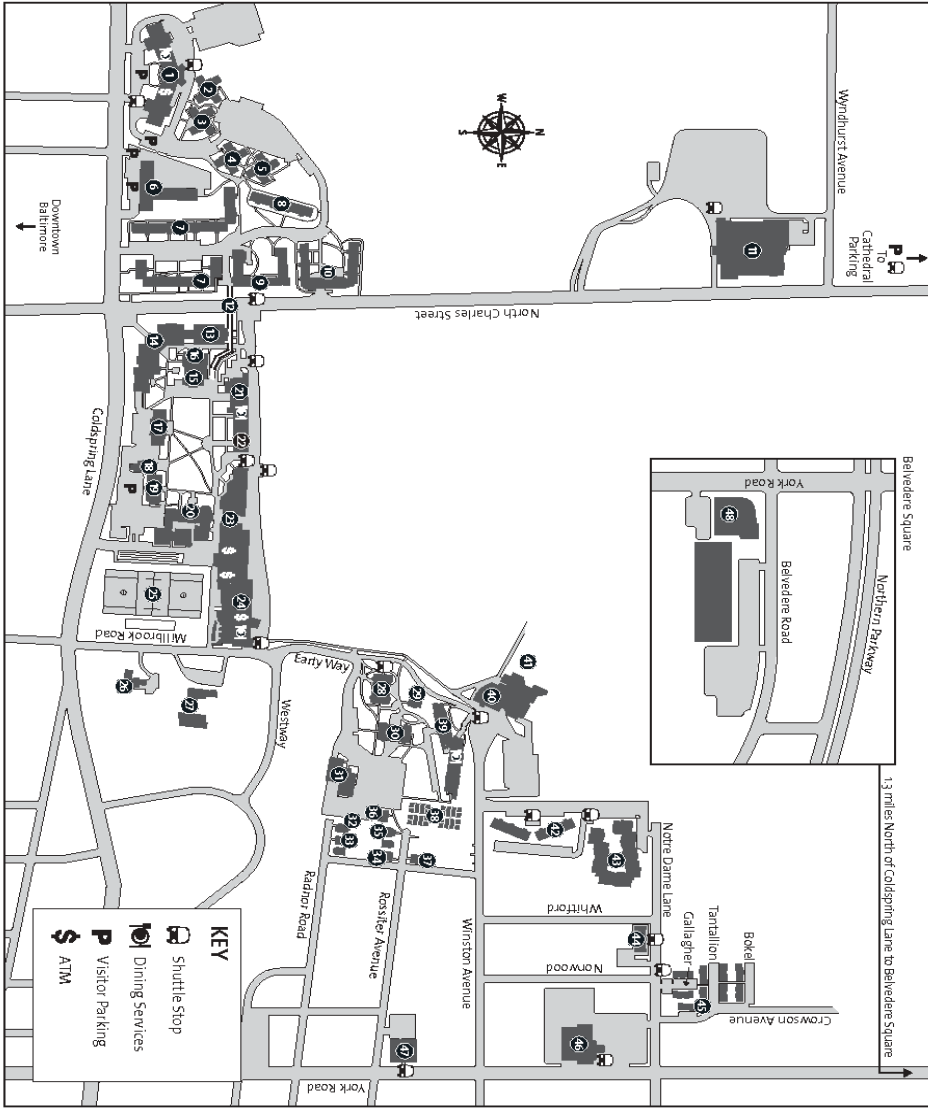 Wyndhurst Avenue
To
Cathedral
Parking
P
W
N
S
E
Downtown
Baltimore
North Charles Street
Coldspring Lane
Millbrook Road
Early Way
Westway
Radnor Road
Rossiter Avenue
Winston Avenue
Notre Dame Lane
Whitford
Norwood
Gallagher
Tantallion
Bokel
Crowson Avenue
York Road
Belvedere Square
York Road
Belvedere Road
Northern Parkway
1.3 miles North of Coldspring Lane to Belvedere Square
1
2
3
4
5
6
7
7
8
9
10
11
12
13
14
15
16
17
18
19
20
21
22
23
24
25
26
27
28
29
30
31
32
33
34
35
36
37
38
39
40
41
42
43
44
45
46
47
48
P
P
P
P
P
$
$
$
$
KEY
Shuttle Stop
Dining Services
P Visitor Parking
$ ATM